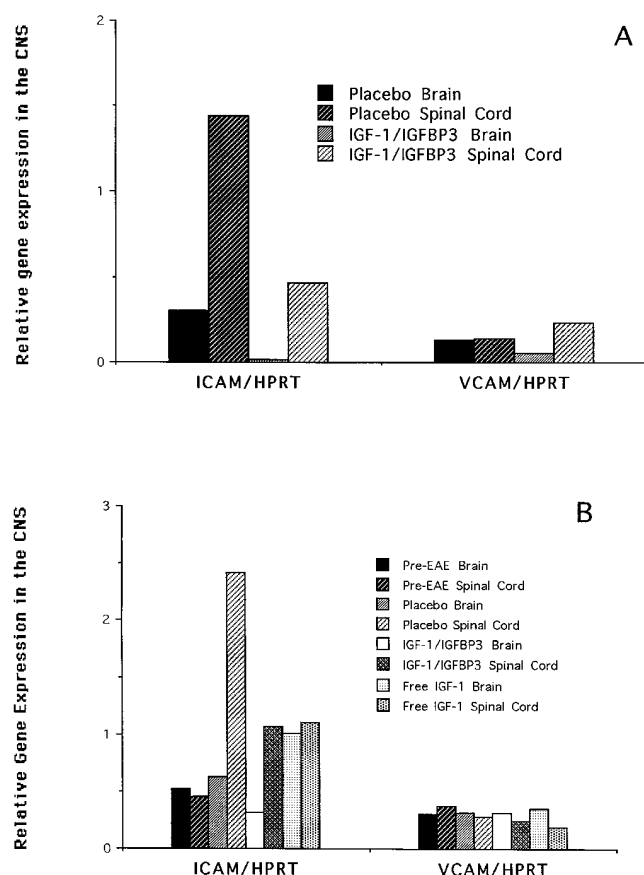 A
Relative gene expression in the CNS
2
1
0
Placebo Brain
Placebo Spinal Cord
IGF-1/IGFBP3 Brain
IGF-1/IGFBP3 Spinal Cord
ICAM/HPRT
VCAM/HPRT
B
Relative Gene Expression in the CNS
3
2
1
0
Pre-EAE Brain
Pre-EAE Spinal Cord
Placebo Brain
Placebo Spinal Cord
IGF-1/IGFBP3 Brain
IGF-1/IGFBP3 Spinal Cord
Free IGF-1 Brain
Free IGF-1 Spinal Cord
ICAM/HPRT
VCAM/HPRT